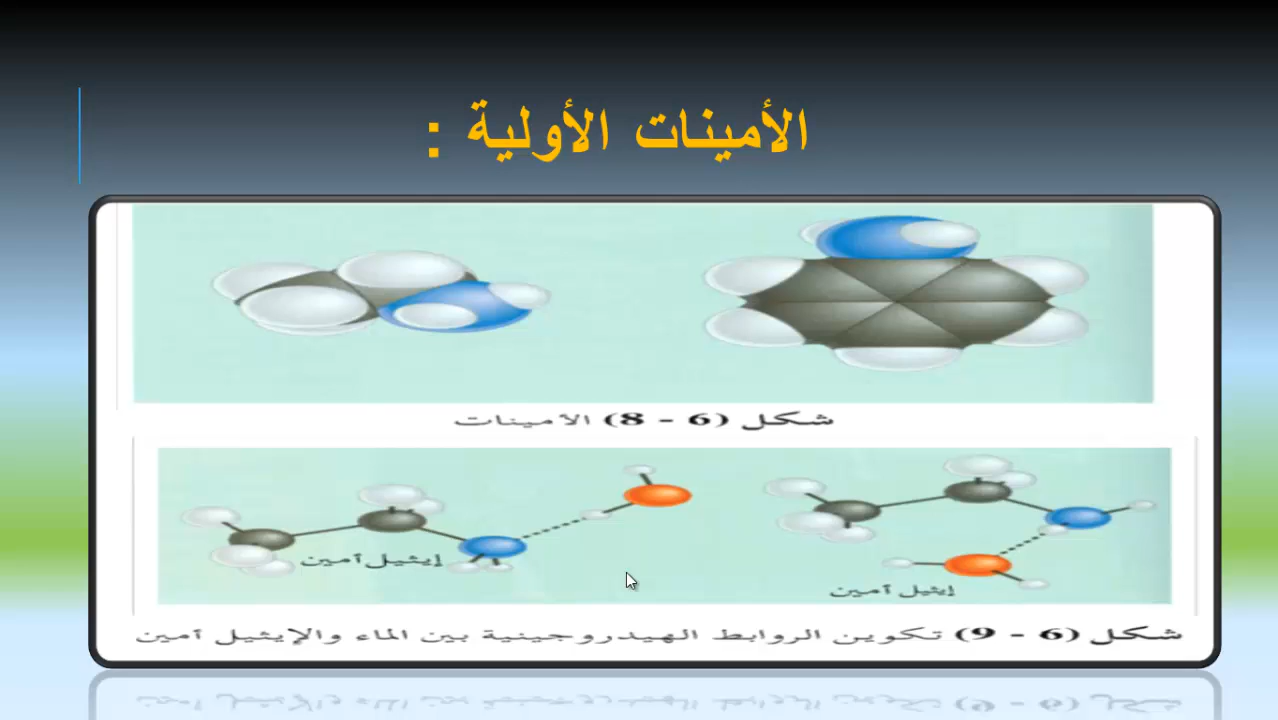 الأمينات الأولية :
شكل (6 - 8) الأمينات
إيثيل أمين
إيثيل أمين
شكل (6 - 9) تكوين الروابط الهيدروجينية بين الماء والإيثيل أمين